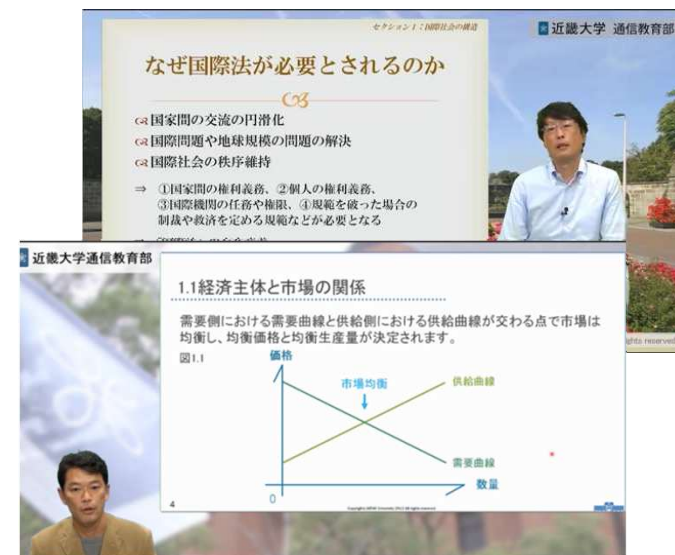 セクション1:国際社会の構造
近畿大学 通信教育部
なぜ国際法が必要とされるのか
国家間の交流の円滑化
国際問題や地球規模の問題の解決
国際社会の秩序維持
⇒ ①国家間の権利義務、②個人の権利義務、
③国際機関の任務や権限、④規範を破った場合の
制裁や救済を定める規範などが必要となる
ghts reserved
近畿大学通信教育部
1.1経済主体と市場の関係
需要側における需要曲線と供給側における供給曲線が交わる点で市場は
均衡し、均衡価格と均衡生産量が決定されます。
図1.1
価格
市場均衡
供給曲線
需要曲線
数量
0
4